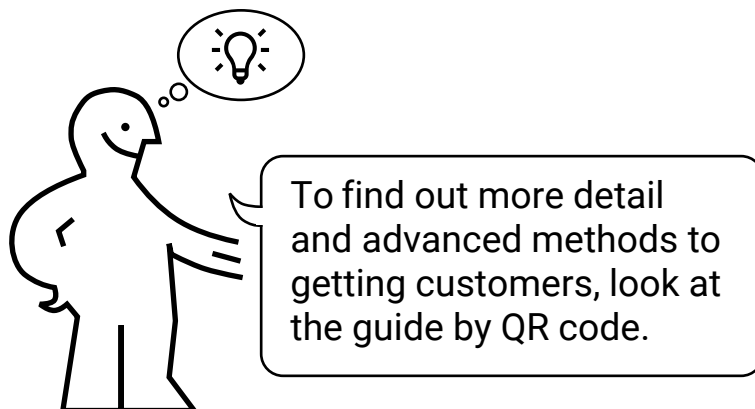 To find out more detail
and advanced methods to
getting customers, look at
the guide by QR code.